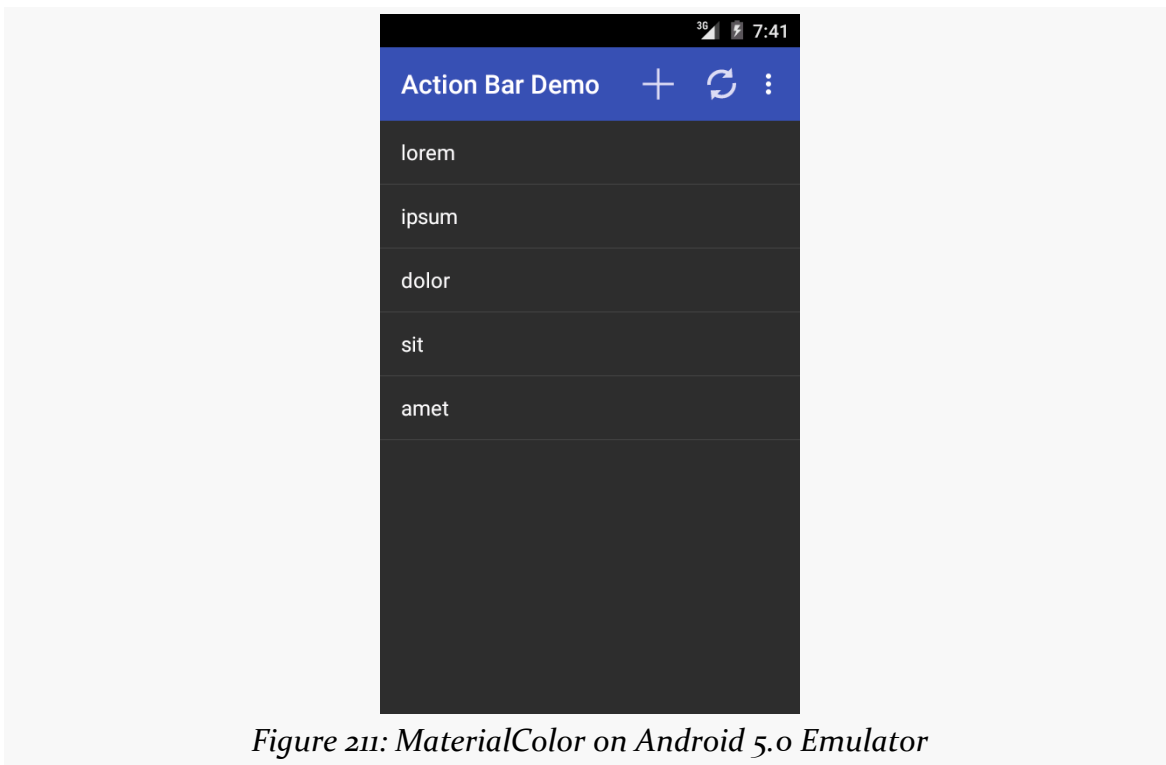 3G 7:41
Action Bar Demo
lorem
ipsum
dolor
sit
amet
Figure 211: MaterialColor on Android 5.0 Emulator